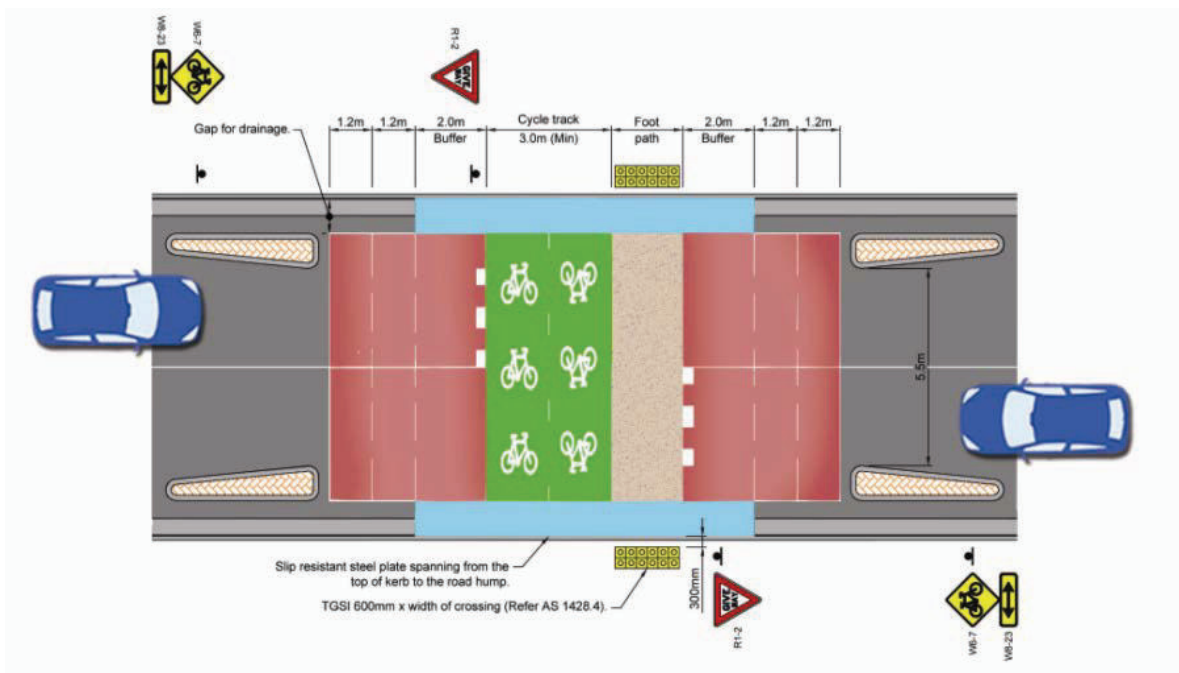 W8-23
W6-7
R1-2
GIVE
WAY
Gap for drainage.
1.2m
1.2m
2.0m
Buffer
Cycle track
3.0m (Min)
Foot
path
2.0m
Buffer
1.2m
1.2m
5.5m
Slip resistant steel plate spanning from the
top of kerb to the road hump.
TGSI 600mm x width of crossing (Refer AS 1428.4).
300mm
GIVE
WAY
R1-2
W6-7
W8-23